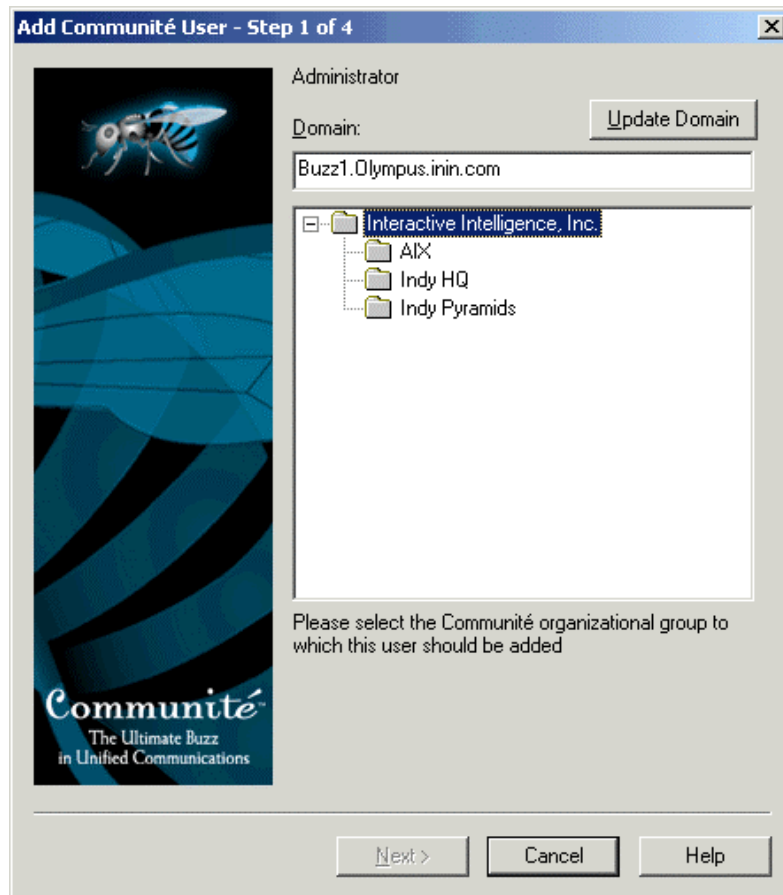 Add Communité User - Step 1 of 4
Administrator
Domain:
Update Domain
Buzz1.Olympus.inin.com
Interactive Intelligence, Inc.
AIX
Indy HQ
Indy Pyramids
Please select the Communité organizational group to
which this user should be added
Communité™
The Ultimate Buzz
in Unified Communications
Next >
Cancel
Help